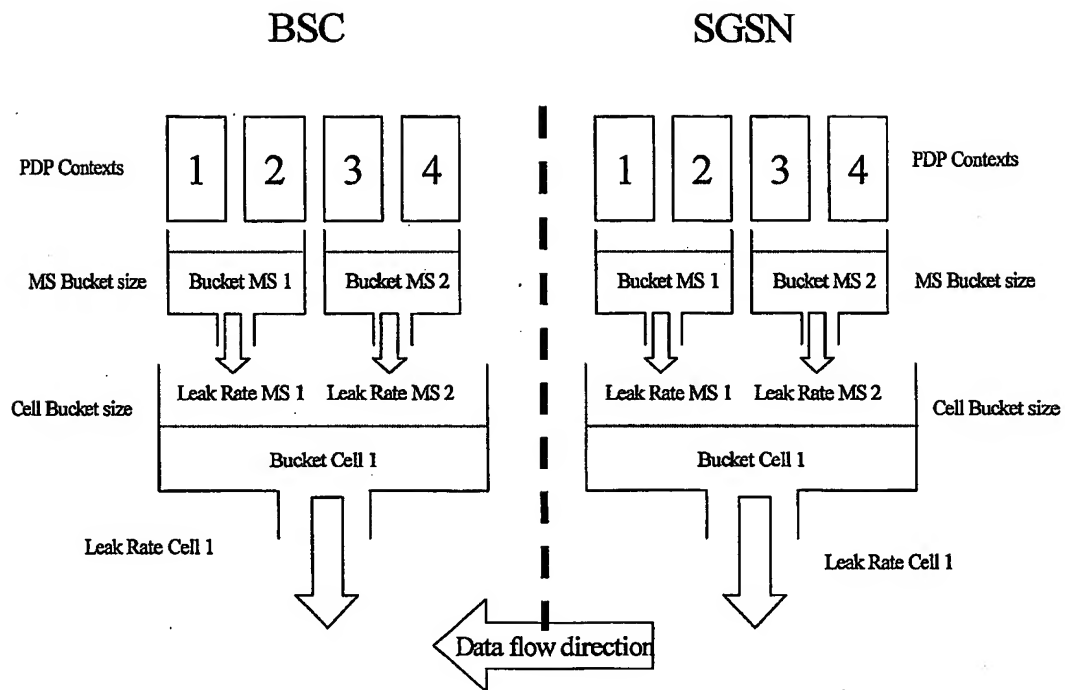 BSC
SGSN
PDP Contexts
1
2
3
4
1
2
3
4
PDP Contexts
MS Bucket size
Bucket MS 1
Bucket MS 2
Bucket MS 1
Bucket MS 2
MS Bucket size
Leak Rate MS 1
Leak Rate MS 2
Leak Rate MS 1
Leak Rate MS 2
Cell Bucket size
Cell Bucket size
Bucket Cell 1
Bucket Cell 1
Leak Rate Cell 1
Leak Rate Cell 1
Data flow direction